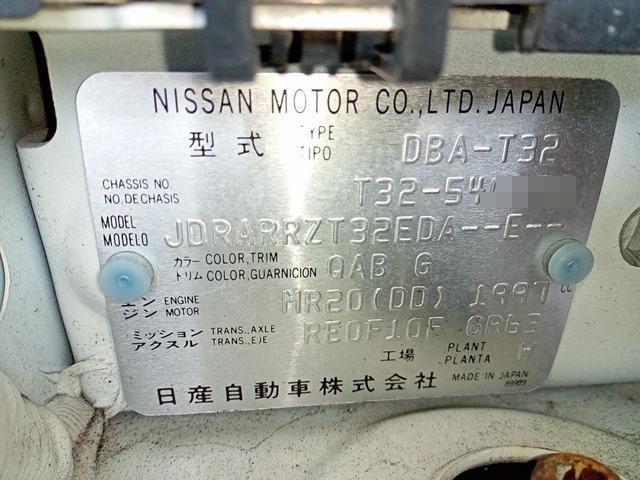 NISSAN MOTOR CO.,LTD. JAPAN
型式 TYPE TIPO DBA-T32
CHASSIS NO. NO. DE CHASIS T32-54
MODEL MODELO JDRARRZT32EDA--E--
カラー COLOR,TRIM トリム COLOR,GUARNICION QAB G
エンジン ENGINE MOTOR MR20(DD) 1997 cc
ミッション TRANS.,AXLE アクスル TRANS.,EJE RE0F10F GR63
工場 PLANT PLANTA
日産自動車株式会社 MADE IN JAPAN